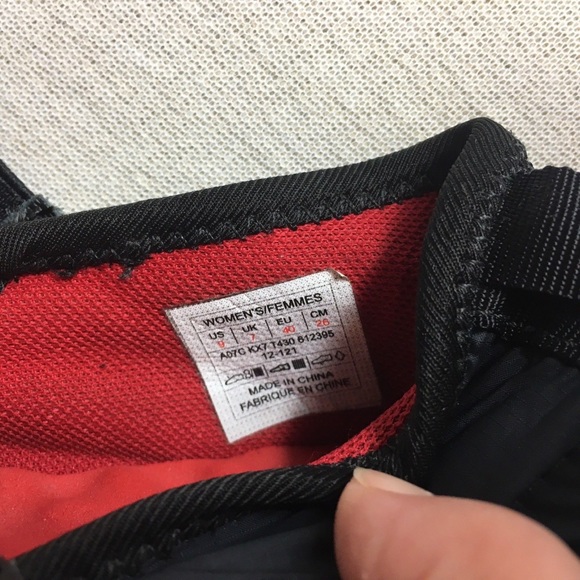 WOMEN'S/FEMMES
US UK EU CM
9 7 40 26
A07G KX7 T430 612395
12-121
MADE IN CHINA
FABRIQUE EN CHINE